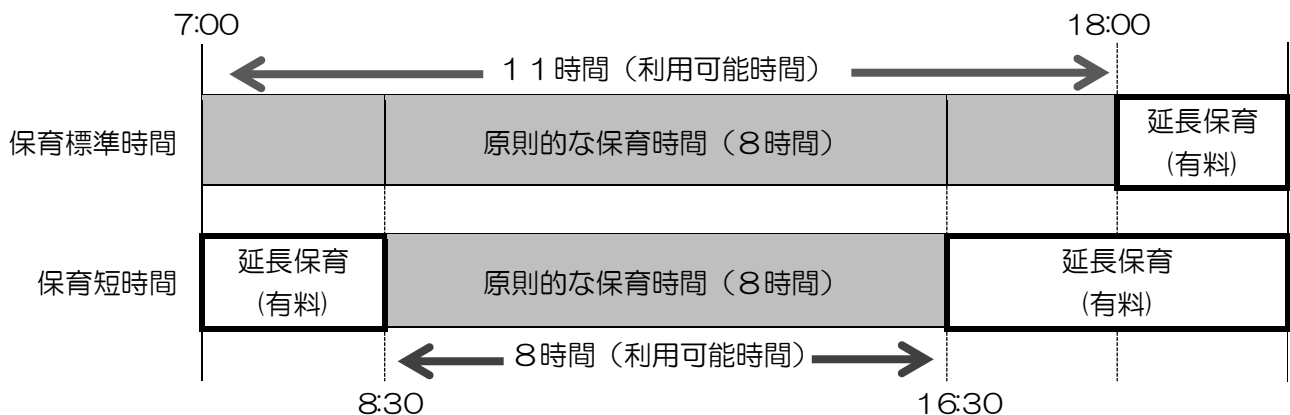 7:00 18:00
11時間（利用可能時間）
保育標準時間
原則的な保育時間（8時間）
延長保育
(有料)
保育短時間
延長保育
(有料)
原則的な保育時間（8時間）
延長保育
(有料)
8時間（利用可能時間）
8:30 16:30